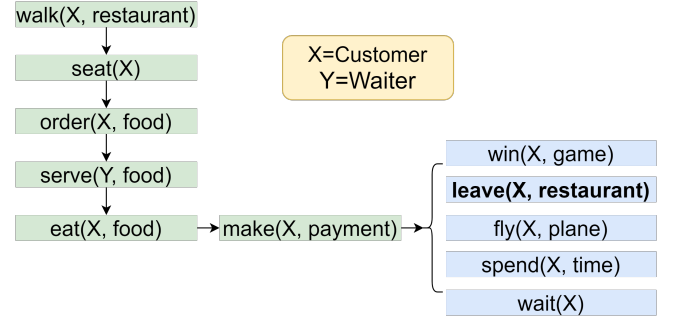 walk(X, restaurant)
seat(X)
order(X, food)
serve(Y, food)
eat(X, food)
make(X, payment)
X=Customer
Y=Waiter
win(X, game)
leave(X, restaurant)
fly(X, plane)
spend(X, time)
wait(X)